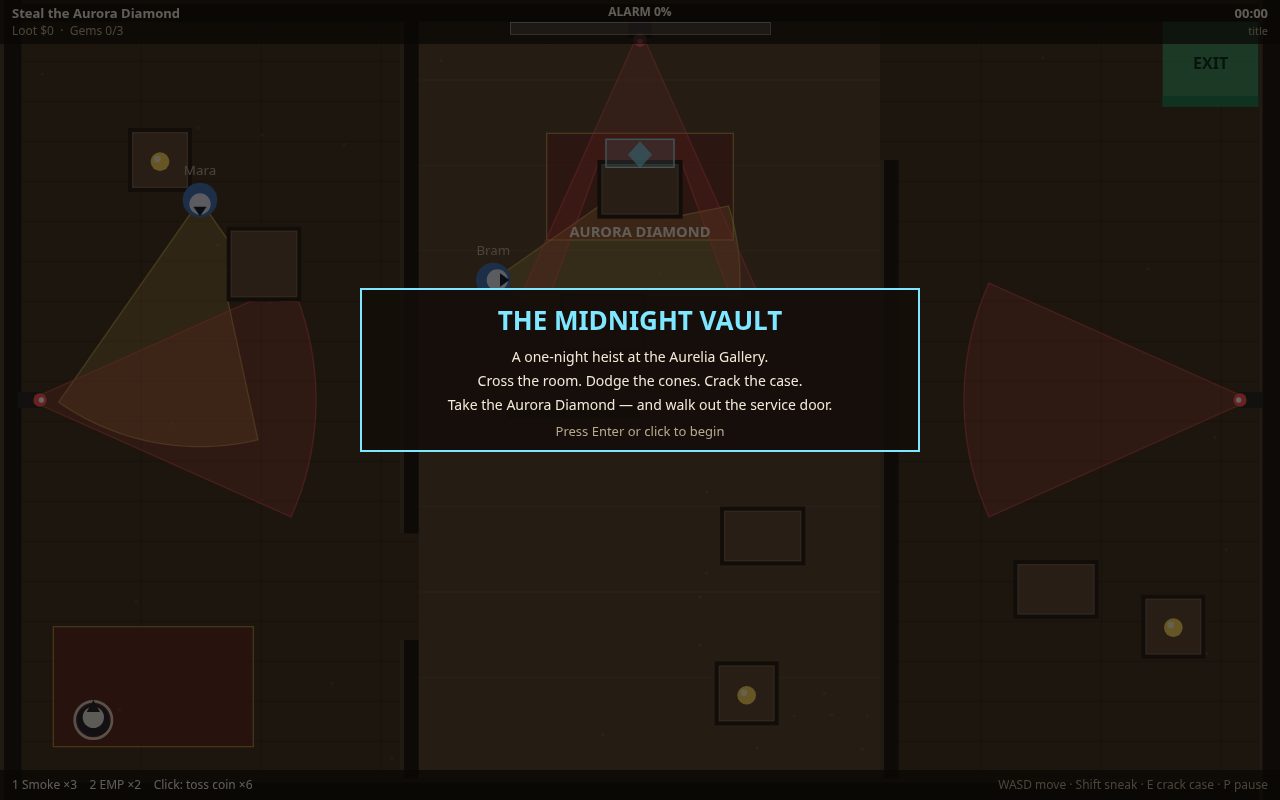 Steal the Aurora Diamond
Loot $0 · Gems 0/3
ALARM 0%
00:00
title
EXIT
Mara
AURORA DIAMOND
Bram
THE MIDNIGHT VAULT
A one-night heist at the Aurelia Gallery.
Cross the room. Dodge the cones. Crack the case.
Take the Aurora Diamond — and walk out the service door.
Press Enter or click to begin
1 Smoke ×3 2 EMP ×2 Click: toss coin ×6
WASD move · Shift sneak · E crack case · P pause